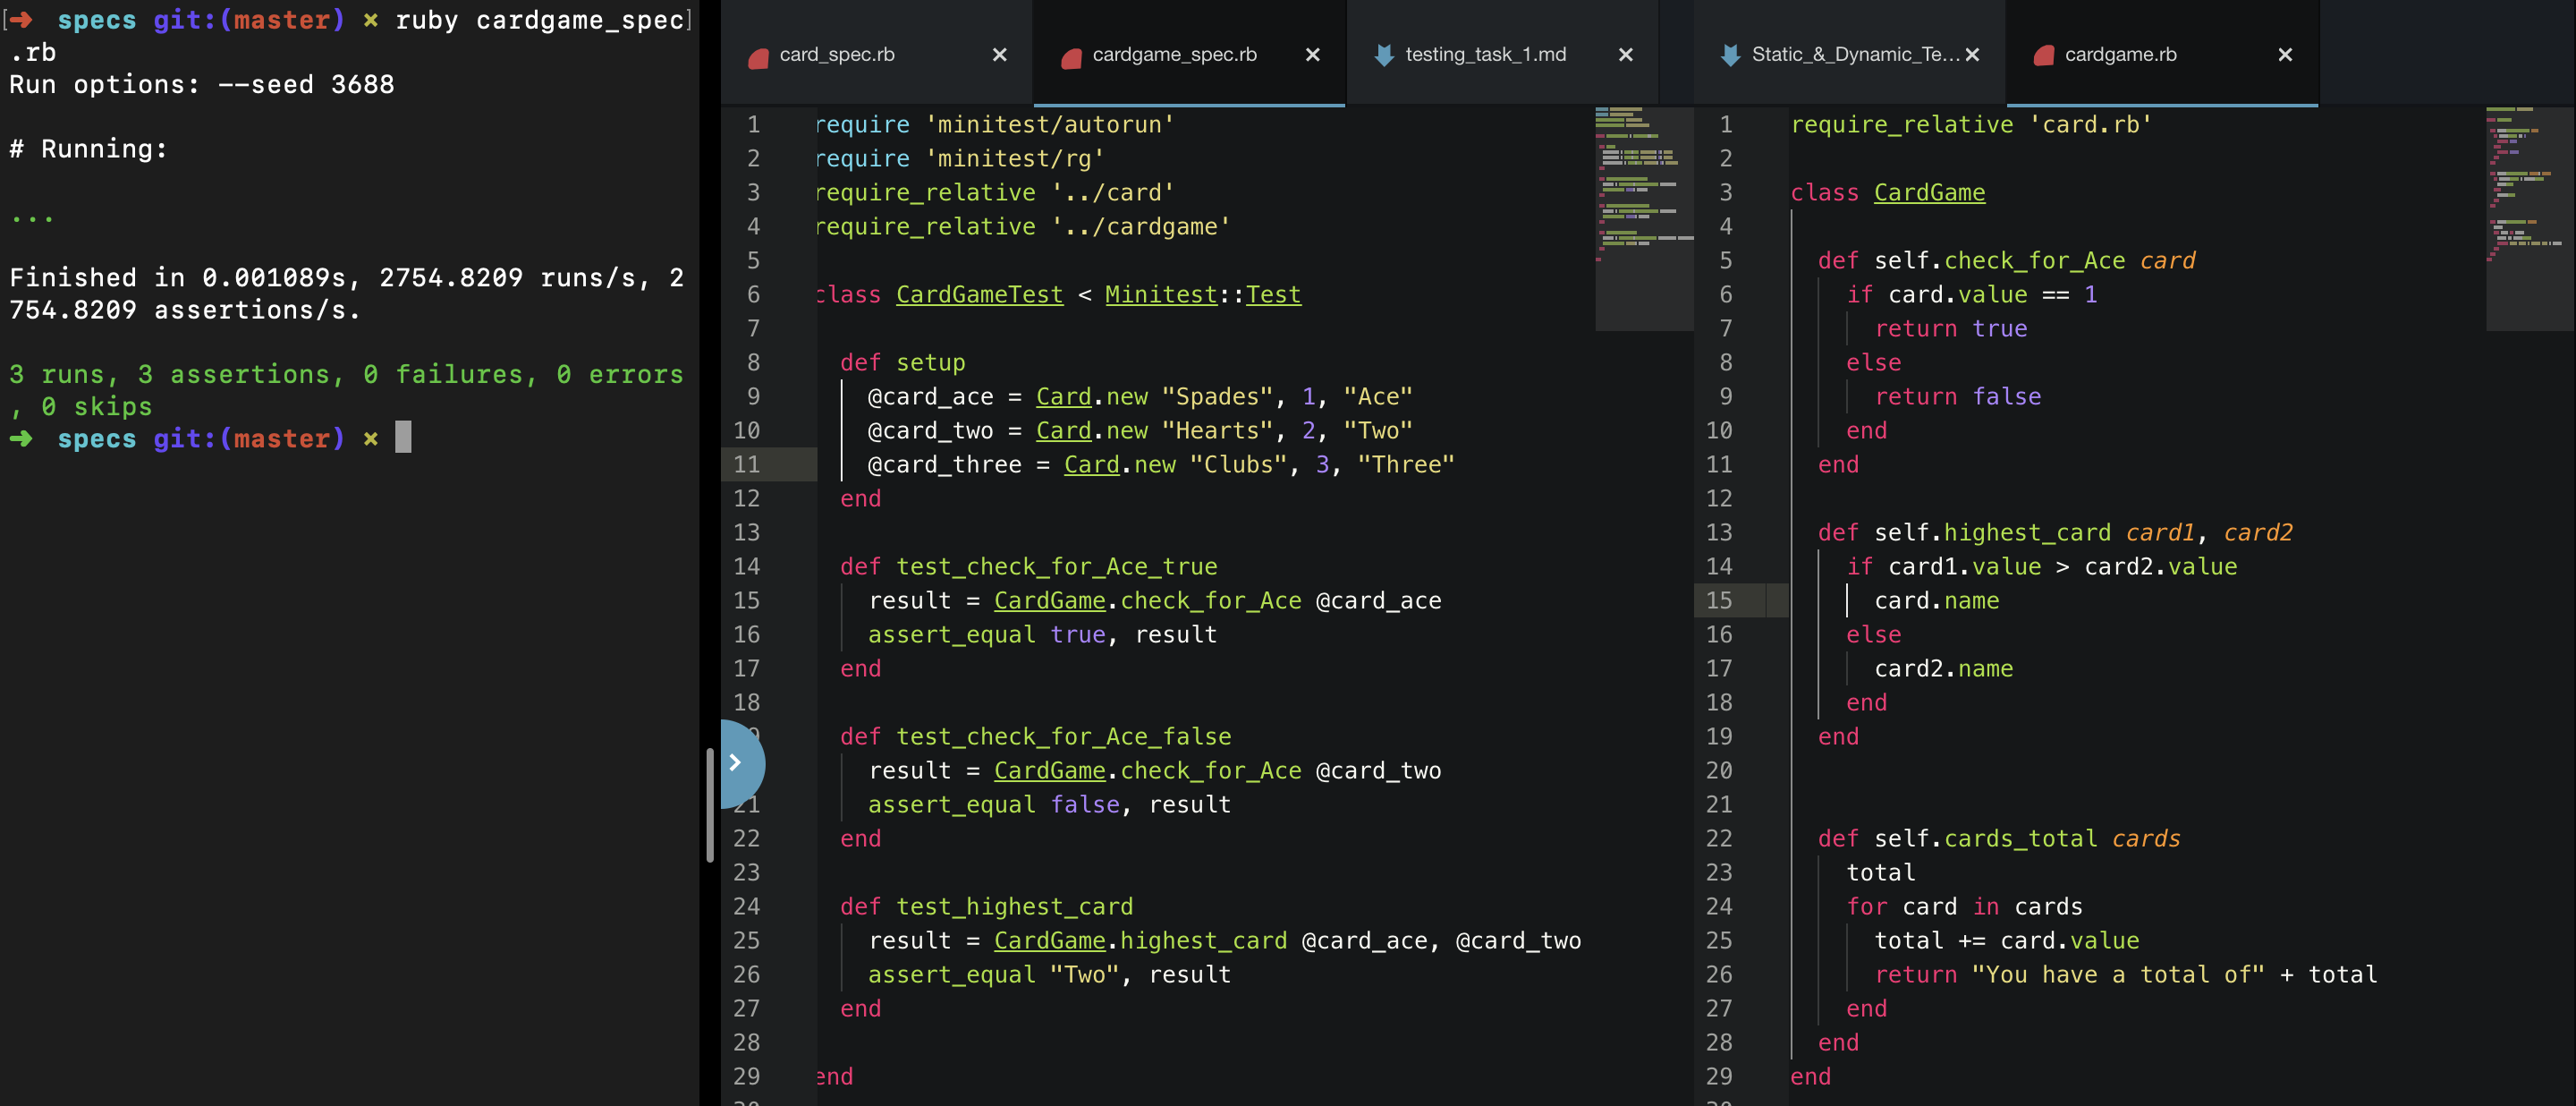 [➜ specs git:(master) × ruby cardgame_spec]
.rb
Run options: --seed 3688
# Running:
...
Finished in 0.001089s, 2754.8209 runs/s, 2
754.8209 assertions/s.
3 runs, 3 assertions, 0 failures, 0 errors
, 0 skips
➜ specs git:(master) ×
card_spec.rb ×
cardgame_spec.rb ×
testing_task_1.md ×
1 require 'minitest/autorun'
2 require 'minitest/rg'
3 require_relative '../card'
4 require_relative '../cardgame'
5
6 class CardGameTest < Minitest::Test
7
8 def setup
9 @card_ace = Card.new "Spades", 1, "Ace"
10 @card_two = Card.new "Hearts", 2, "Two"
11 @card_three = Card.new "Clubs", 3, "Three"
12 end
13
14 def test_check_for_Ace_true
15 result = CardGame.check_for_Ace @card_ace
16 assert_equal true, result
17 end
18
9 def test_check_for_Ace_false
result = CardGame.check_for_Ace @card_two
21 assert_equal false, result
22 end
23
24 def test_highest_card
25 result = CardGame.highest_card @card_ace, @card_two
26 assert_equal "Two", result
27 end
28
29 end
Static_&_Dynamic_Te... ×
cardgame.rb ×
1 require_relative 'card.rb'
2
3 class CardGame
4
5 def self.check_for_Ace card
6 if card.value == 1
7 return true
8 else
9 return false
10 end
11 end
12
13 def self.highest_card card1, card2
14 if card1.value > card2.value
15 card.name
16 else
17 card2.name
18 end
19 end
20
21
22 def self.cards_total cards
23 total
24 for card in cards
25 total += card.value
26 return "You have a total of" + total
27 end
28 end
29 end